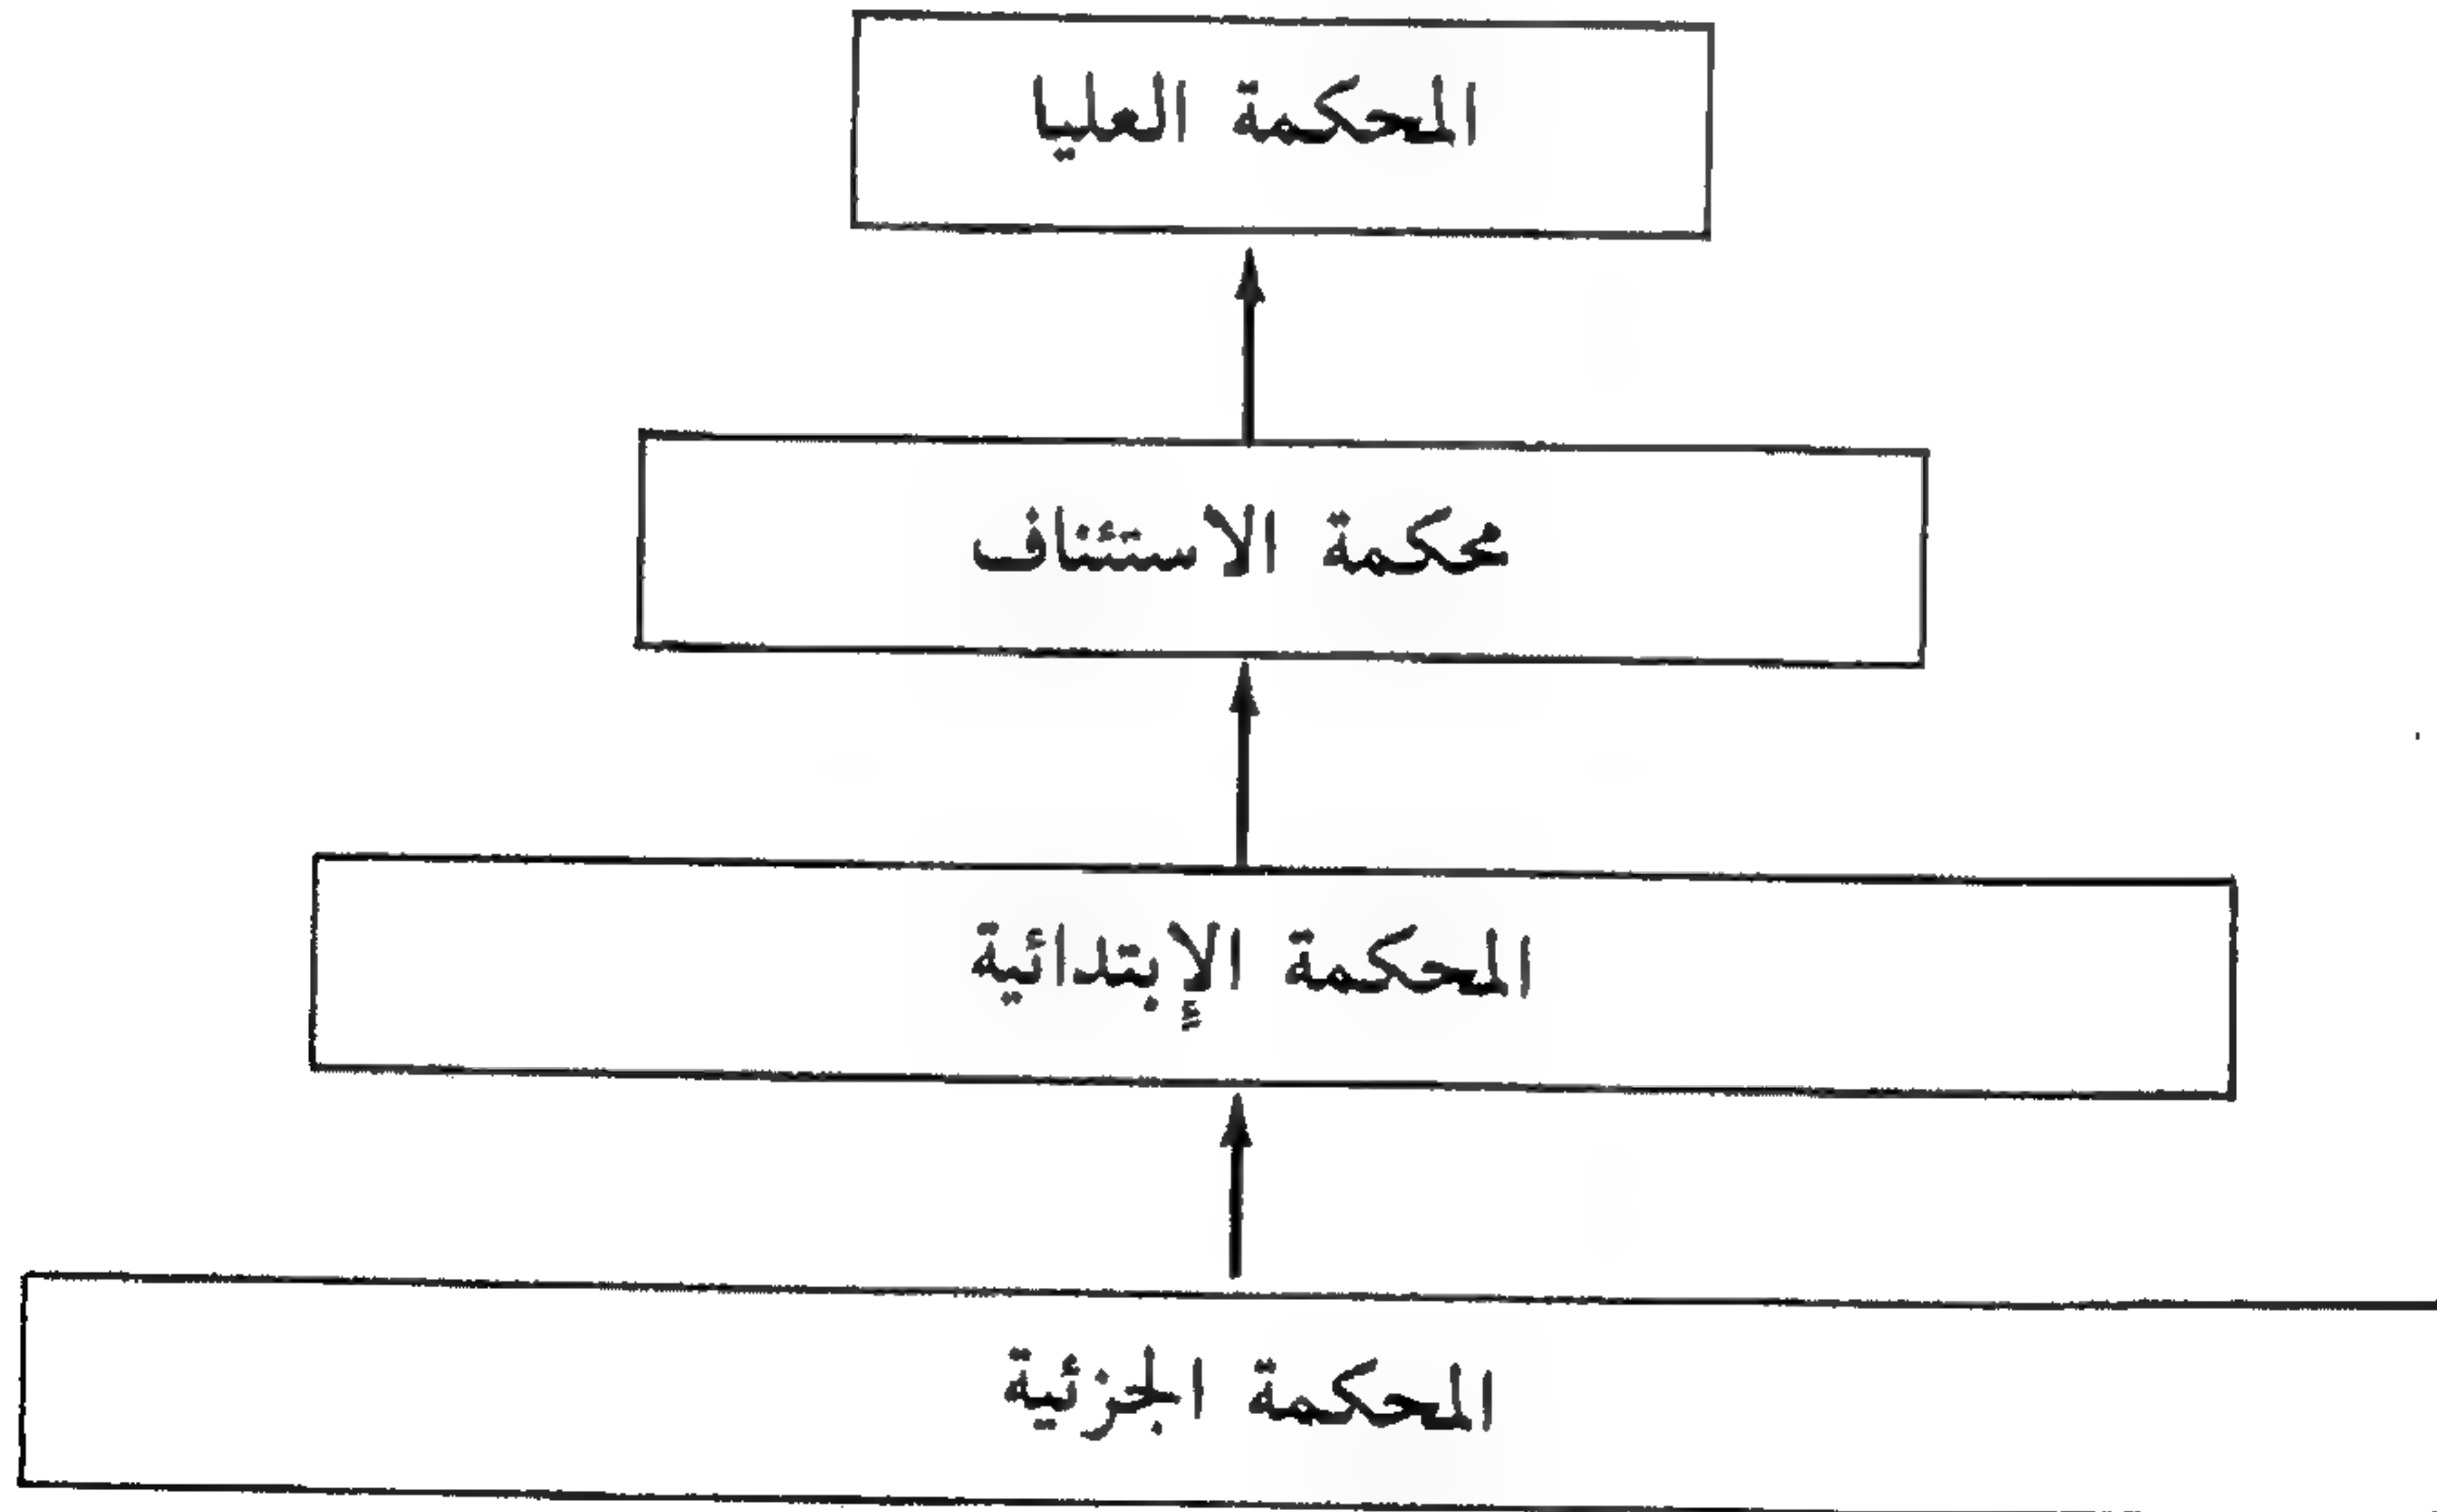 المحكمة العليا
محكمة الاستئناف
المحكمة الإبتدائية
المحكمة الجزئية